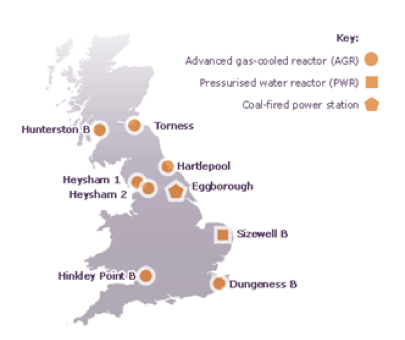 Key:
Advanced gas-cooled reactor (AGR)
Pressurised water reactor (PWR)
Coal-fired power station
Hunterston B
Torness
Hartlepool
Heysham 1
Eggborough
Heysham 2
Sizewell B
Hinkley Point B
Dungeness B